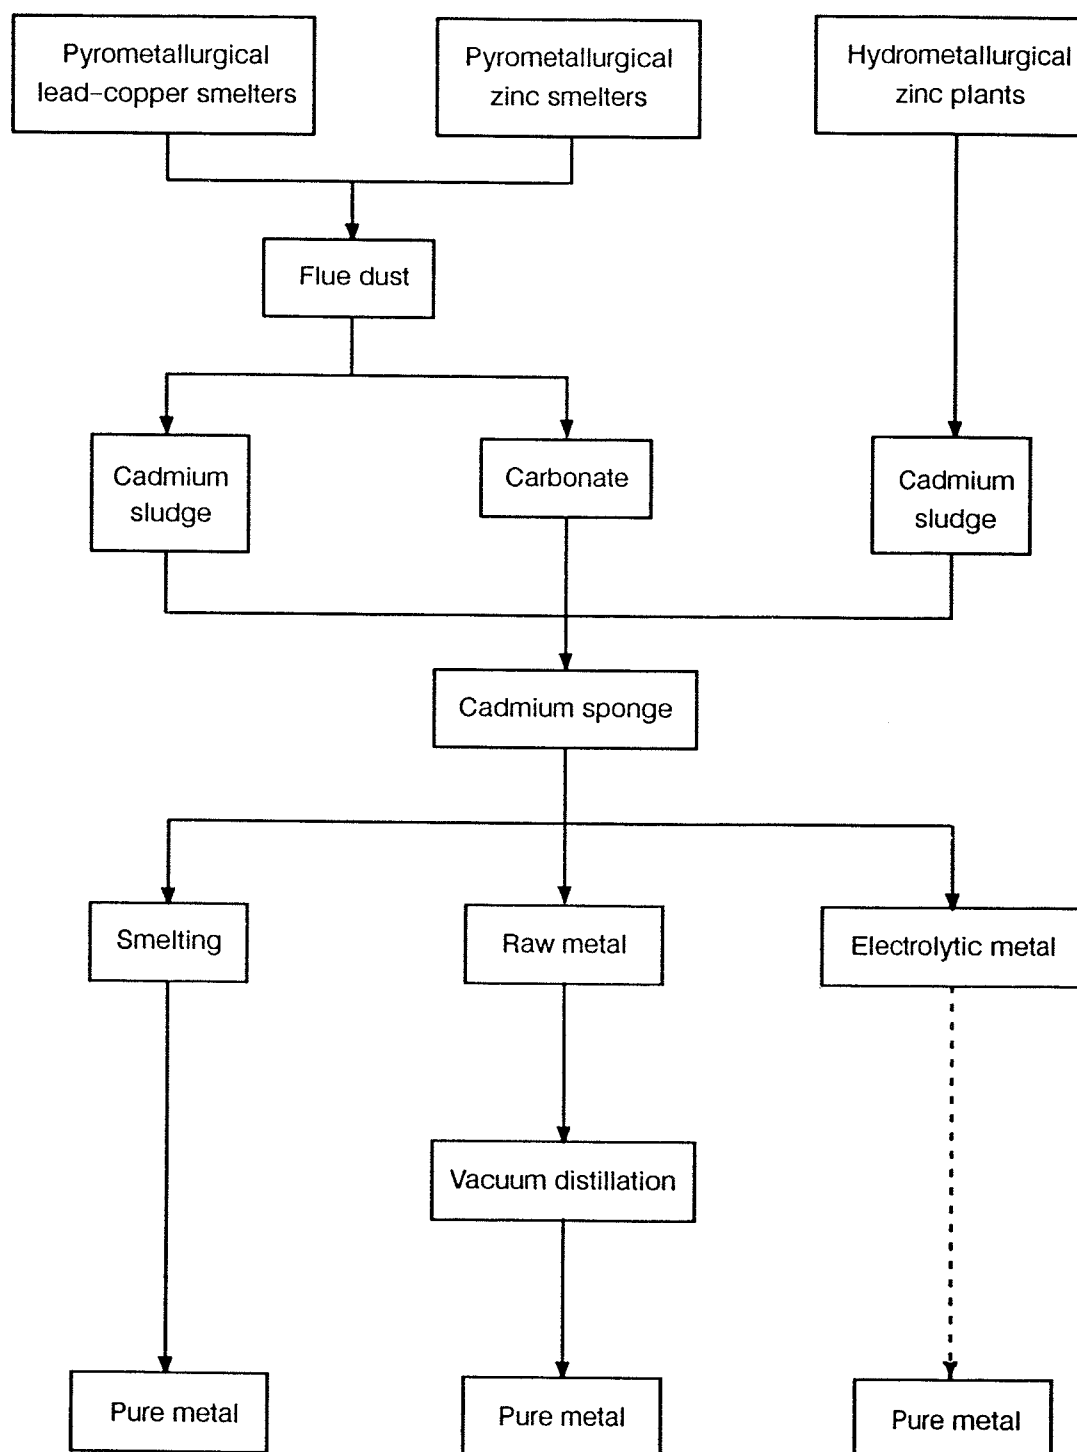 Pyrometallurgical
lead-copper smelters
Pyrometallurgical
zinc smelters
Hydrometallurgical
zinc plants
Flue dust
Cadmium
sludge
Carbonate
Cadmium
sludge
Cadmium sponge
Smelting
Raw metal
Electrolytic metal
Vacuum distillation
Pure metal
Pure metal
Pure metal